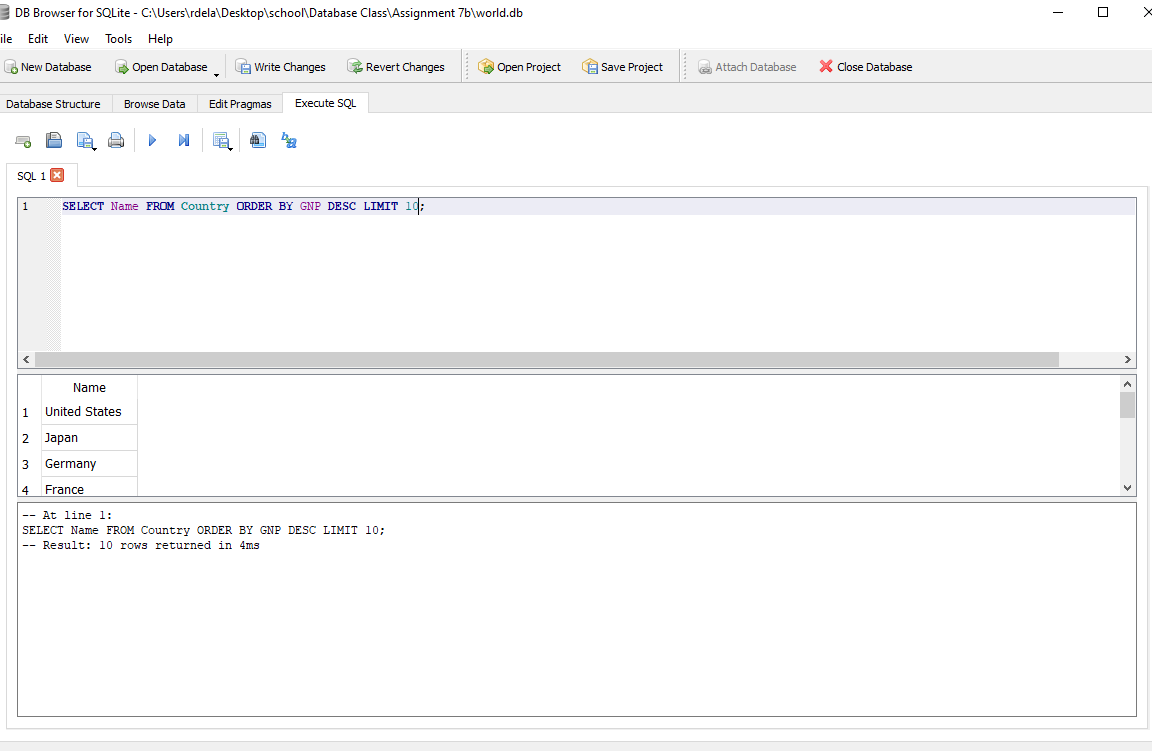 DB Browser for SQLite - C:\Users\rdela\Desktop\school\Database Class\Assignment 7b\world.db
ile Edit View Tools Help
New Database Open Database Write Changes Revert Changes Open Project Save Project Attach Database Close Database
Database Structure Browse Data Edit Pragmas Execute SQL
SQL 1
1 SELECT Name FROM Country ORDER BY GNP DESC LIMIT 10;
Name
1 United States
2 Japan
3 Germany
4 France
-- At line 1:
SELECT Name FROM Country ORDER BY GNP DESC LIMIT 10;
-- Result: 10 rows returned in 4ms